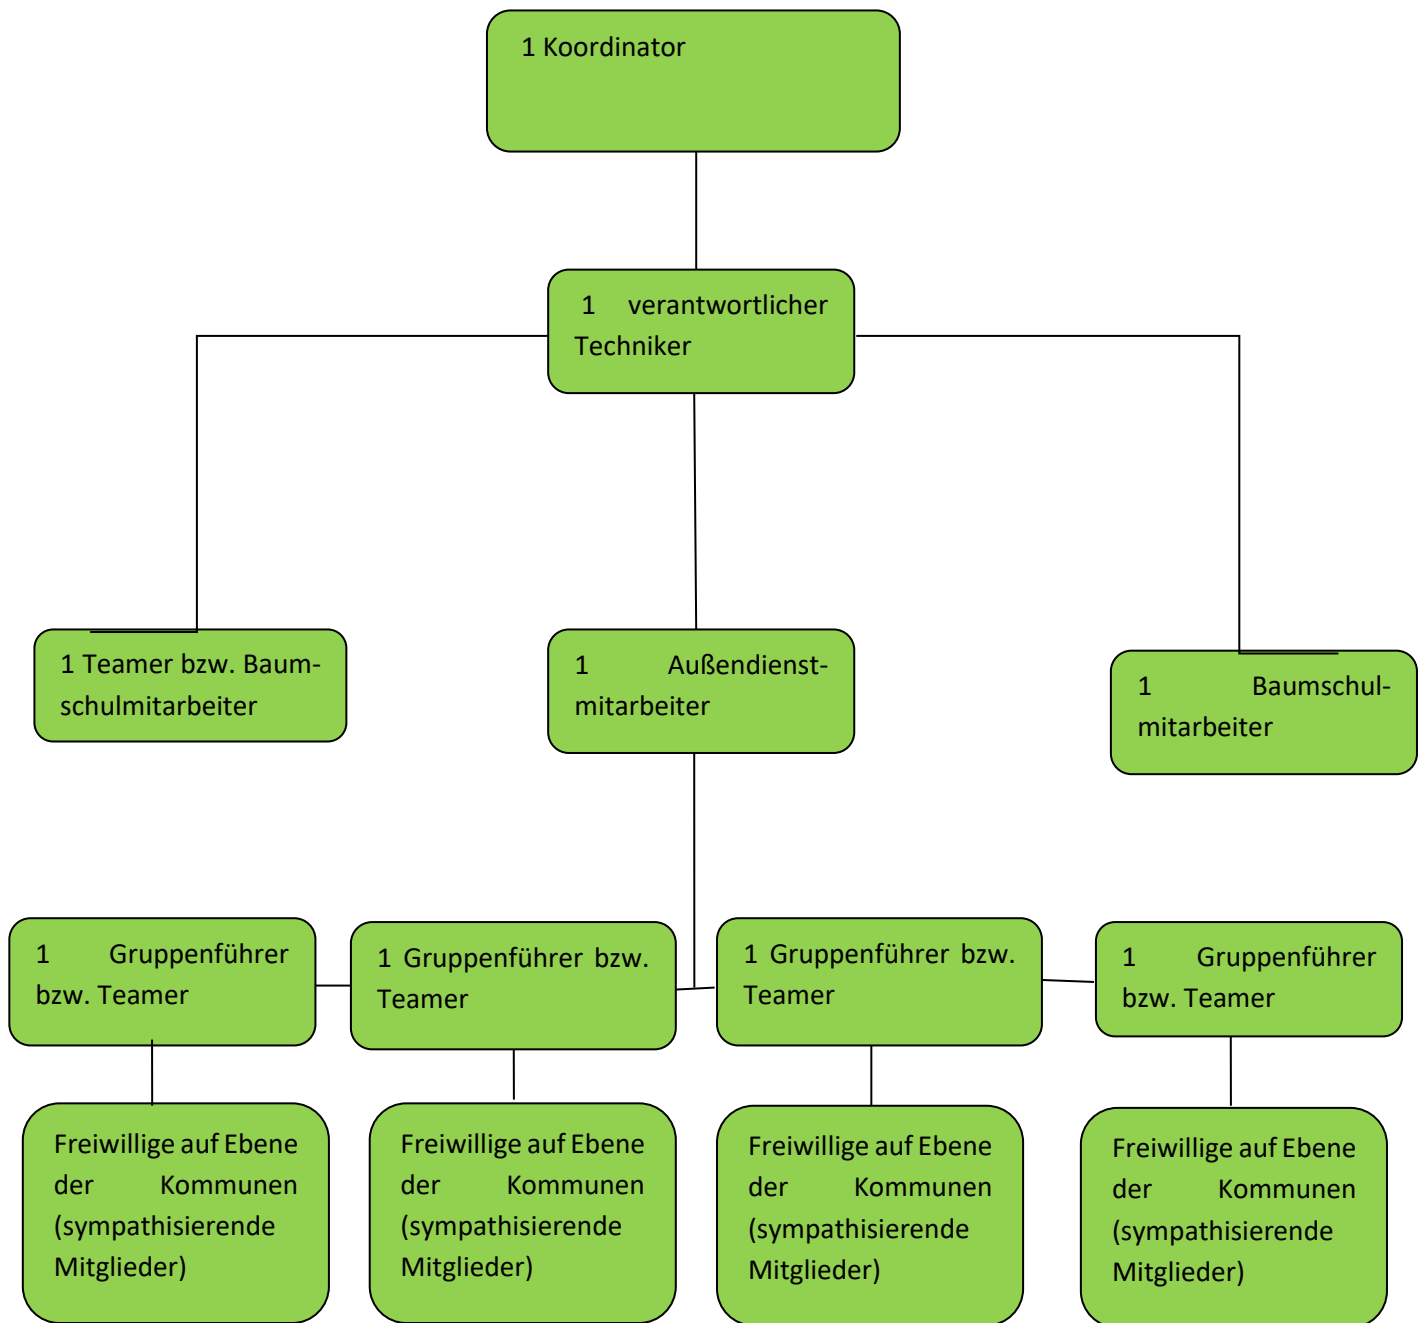 1 Koordinator
1 verantwortlicher
Techniker
1 Teamer bzw. Baum-
schulmitarbeiter
1 Außendienst-
mitarbeiter
1 Baumschul-
mitarbeiter
1 Gruppenführer
bzw. Teamer
1 Gruppenführer bzw.
Teamer
1 Gruppenführer bzw.
Teamer
1 Gruppenführer
bzw. Teamer
Freiwillige auf Ebene
der Kommunen
(sympathisierende
Mitglieder)
Freiwillige auf Ebene
der Kommunen
(sympathisierende
Mitglieder)
Freiwillige auf Ebene
der Kommunen
(sympathisierende
Mitglieder)
Freiwillige auf Ebene
der Kommunen
(sympathisierende
Mitglieder)